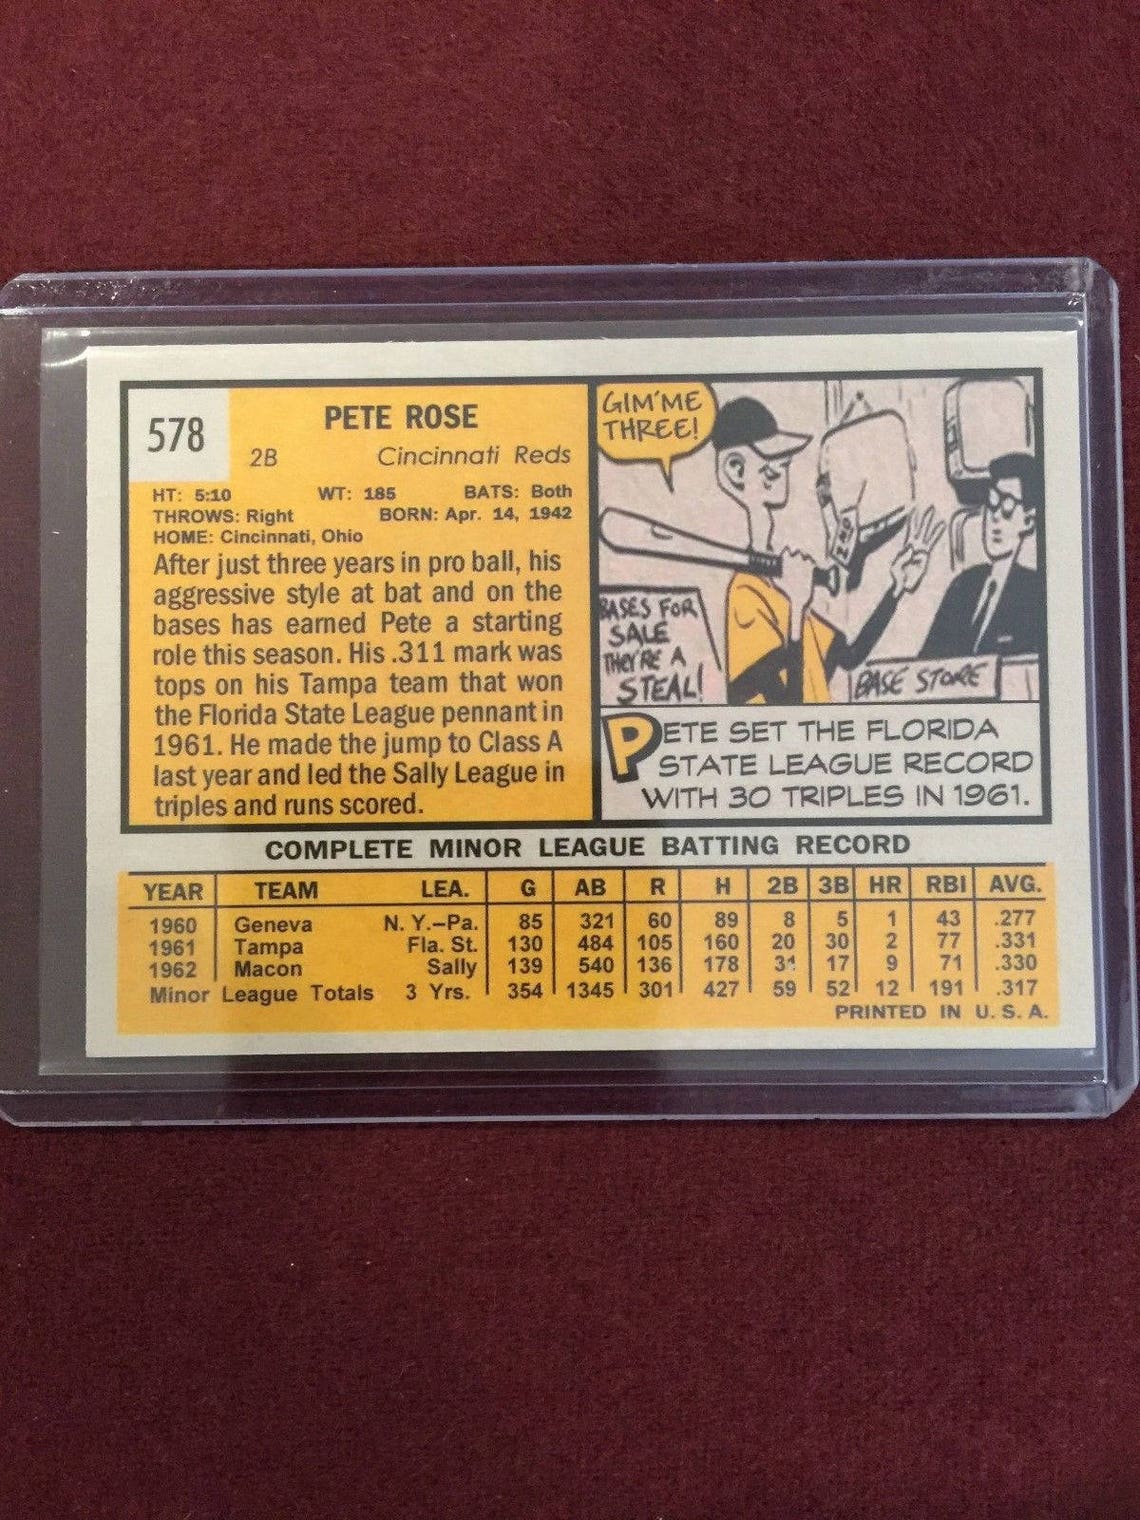 578
PETE ROSE
2B Cincinnati Reds
HT: 5:10 WT: 185 BATS: Both
THROWS: Right BORN: Apr. 14, 1942
HOME: Cincinnati, Ohio
After just three years in pro ball, his
aggressive style at bat and on the
bases has earned Pete a starting
role this season. His .311 mark was
tops on his Tampa team that won
the Florida State League pennant in
1961. He made the jump to Class A
last year and led the Sally League in
triples and runs scored.
GIM'ME
THREE!
BASES FOR
SALE
THEY'RE A
STEAL!
BASE STORE
PETE SET THE FLORIDA
STATE LEAGUE RECORD
WITH 30 TRIPLES IN 1961.
COMPLETE MINOR LEAGUE BATTING RECORD
YEAR TEAM LEA. G AB R H 2B 3B HR RBI AVG.
1960 Geneva N. Y.–Pa. 85 321 60 89 8 5 1 43 .277
1961 Tampa Fla. St. 130 484 105 160 20 30 2 77 .331
1962 Macon Sally 139 540 136 178 31 17 9 71 .330
Minor League Totals 3 Yrs. 354 1345 301 427 59 52 12 191 .317
PRINTED IN U. S. A.